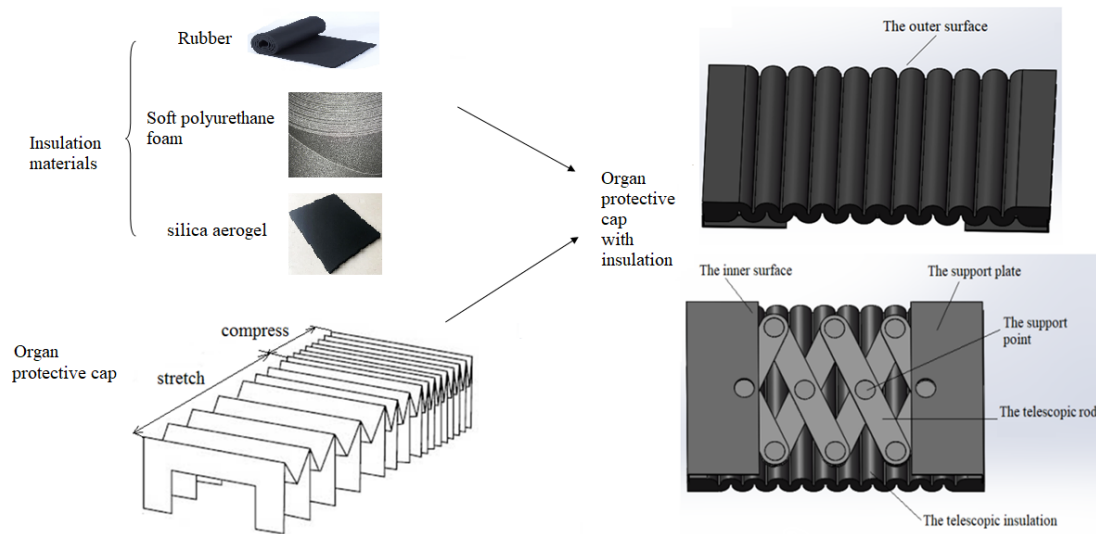 Rubber
Soft polyurethane
foam
Insulation
materials
silica aerogel
Organ
protective cap
compress
stretch
Organ
protective
cap
with
insulation
The outer surface
The inner surface
The support plate
The support
point
The telescopic rod
The telescopic insulation